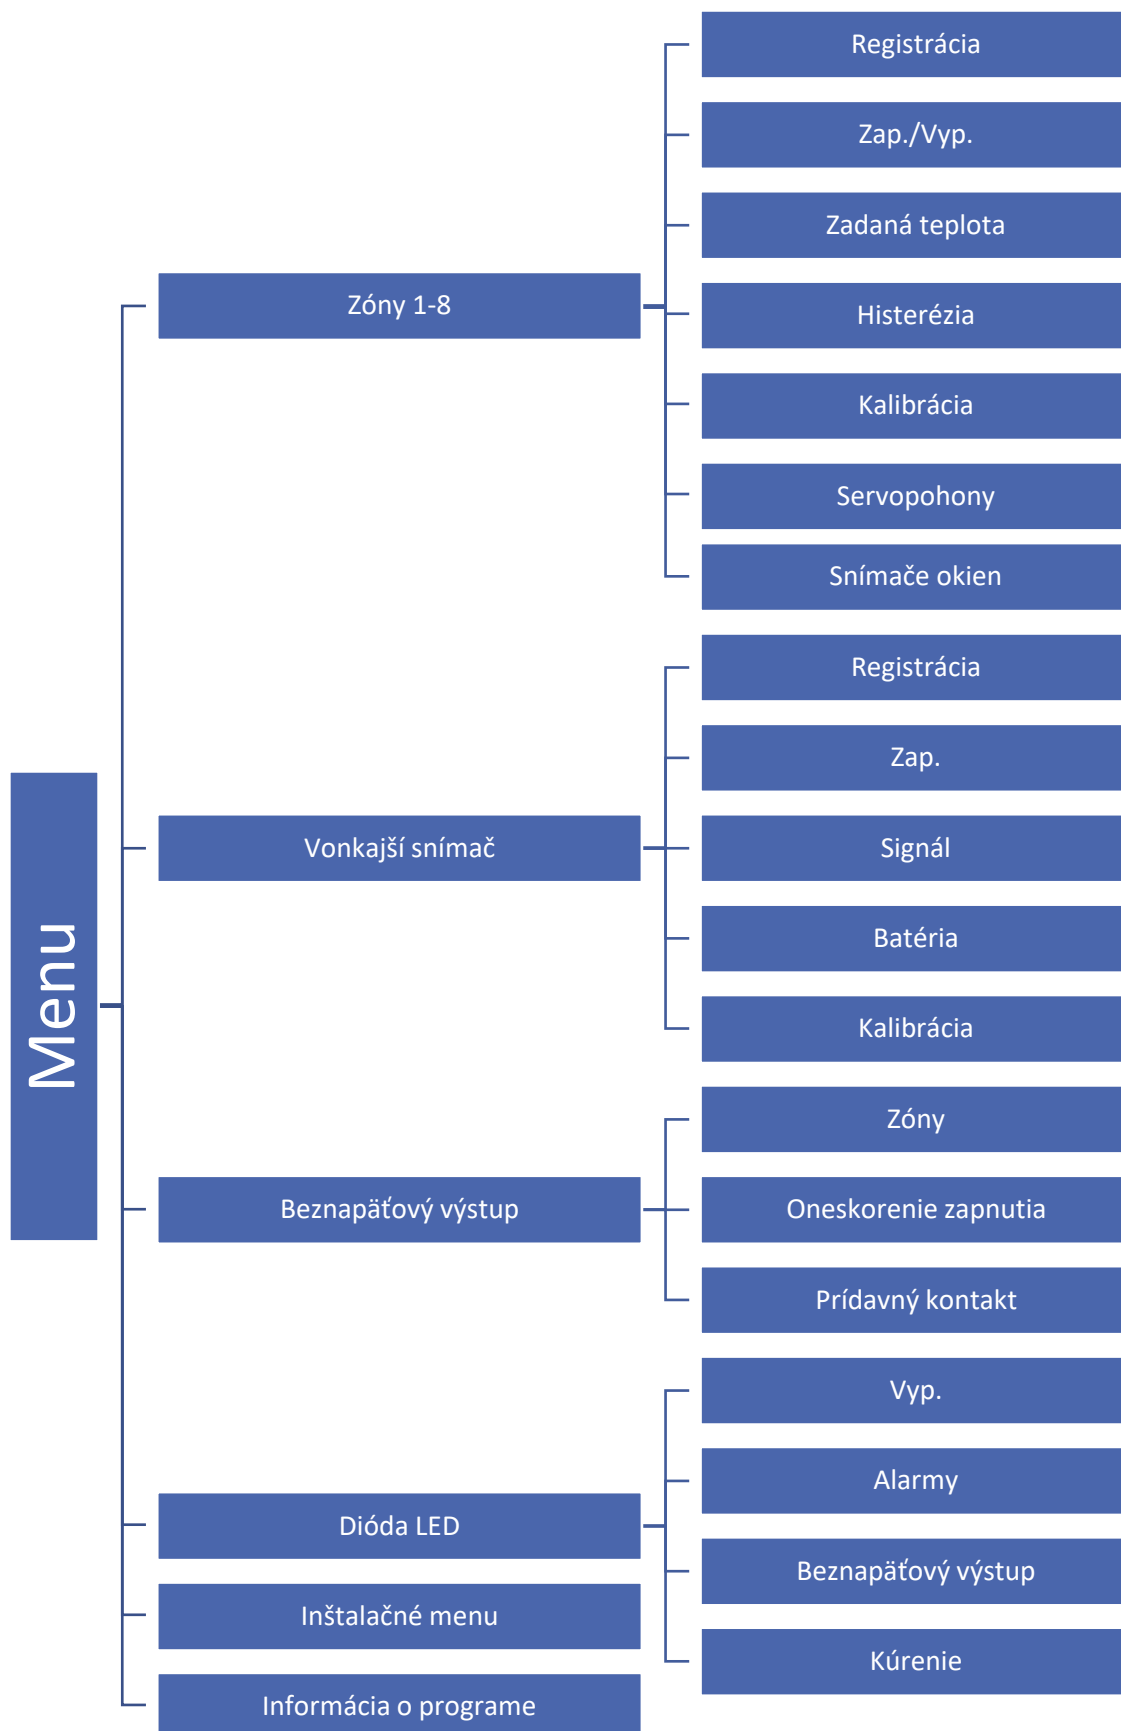 Menu
Zóny 1-8
Registrácia
Zap./Vyp.
Zadaná teplota
Histerézia
Kalibrácia
Servopohony
Snímače okien
Vonkajší snímač
Registrácia
Zap.
Signál
Batéria
Kalibrácia
Beznapäťový výstup
Zóny
Oneskorenie zapnutia
Prídavný kontakt
Dióda LED
Vyp.
Alarmy
Beznapäťový výstup
Kúrenie
Inštalačné menu
Informácia o programe